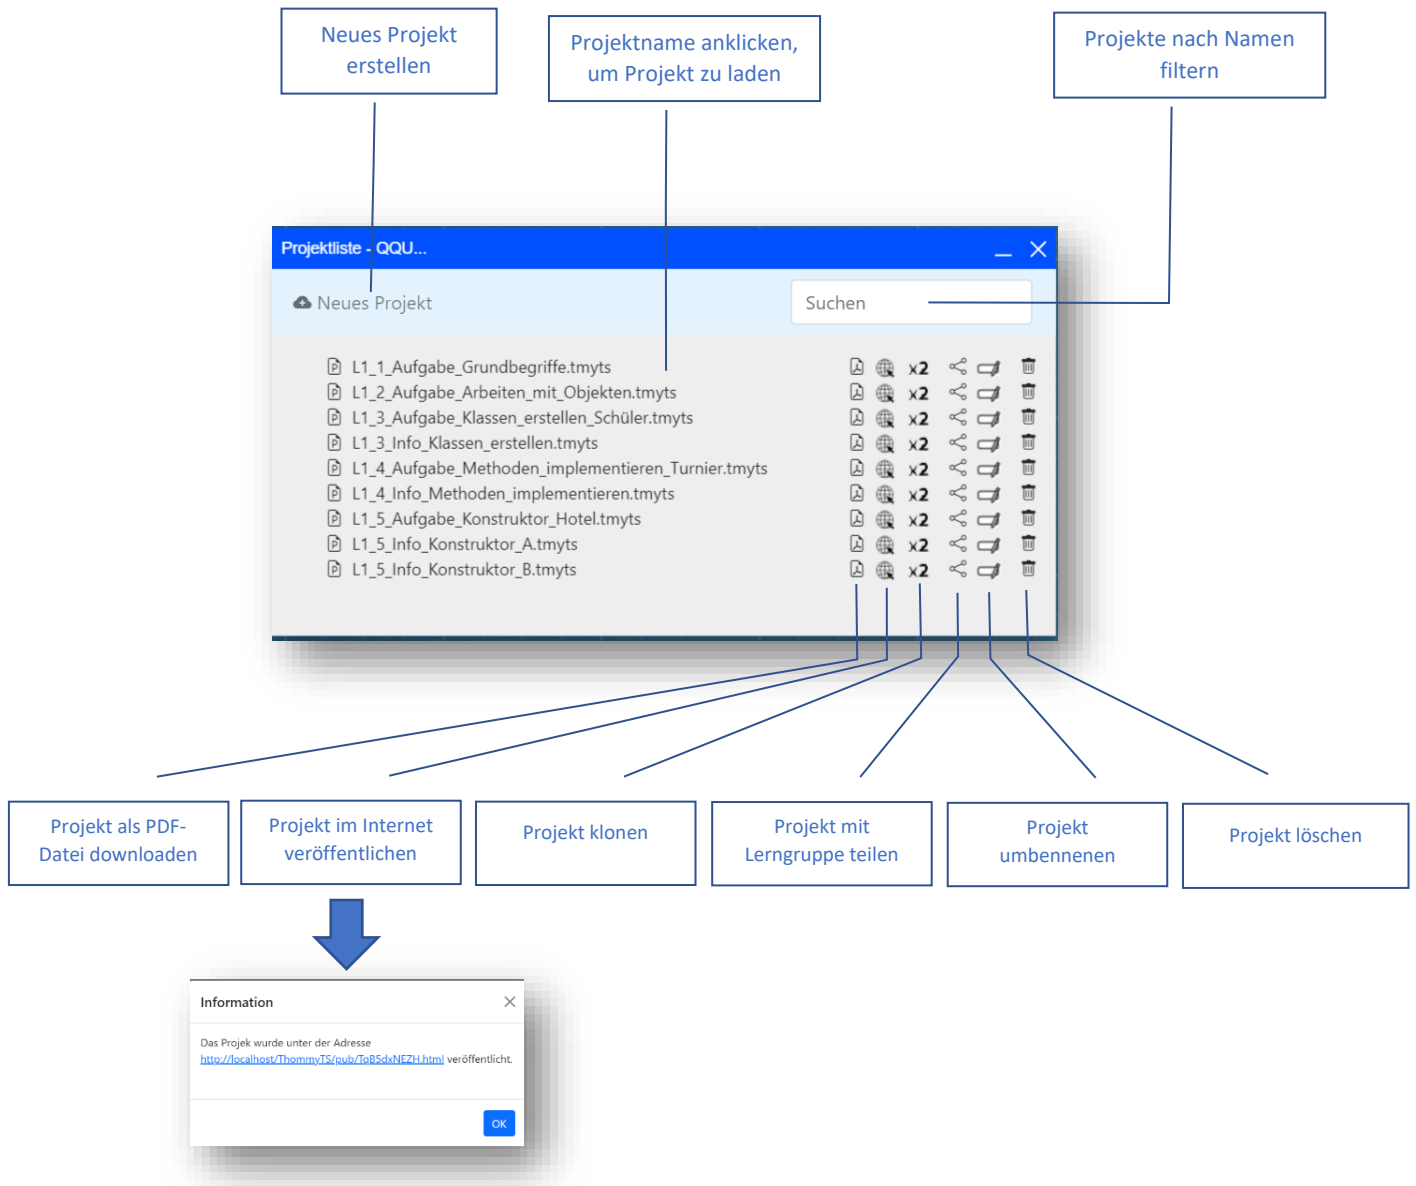 Neues Projekt
erstellen
Projektname anklicken,
um Projekt zu laden
Projekte nach Namen
filtern
Projektliste - QQU...
Neues Projekt
Suchen
L1_1_Aufgabe_Grundbegriffe.tmyts
x2
L1_2_Aufgabe_Arbeiten_mit_Objekten.tmyts
x2
L1_3_Aufgabe_Klassen_erstellen_Schüler.tmyts
x2
L1_3_Info_Klassen_erstellen.tmyts
x2
L1_4_Aufgabe_Methoden_implementieren_Turnier.tmyts
x2
L1_4_Info_Methoden_implementieren.tmyts
x2
L1_5_Aufgabe_Konstruktor_Hotel.tmyts
x2
L1_5_Info_Konstruktor_A.tmyts
x2
L1_5_Info_Konstruktor_B.tmyts
x2
Projekt als PDF-
Datei downloaden
Projekt im Internet
veröffentlichen
Projekt klonen
Projekt mit
Lerngruppe teilen
Projekt
umbennenen
Projekt löschen
Information
Das Projek wurde unter der Adresse
http://localhost/ThommyTS/pub/TqB5dxNEZH.html veröffentlicht.
OK